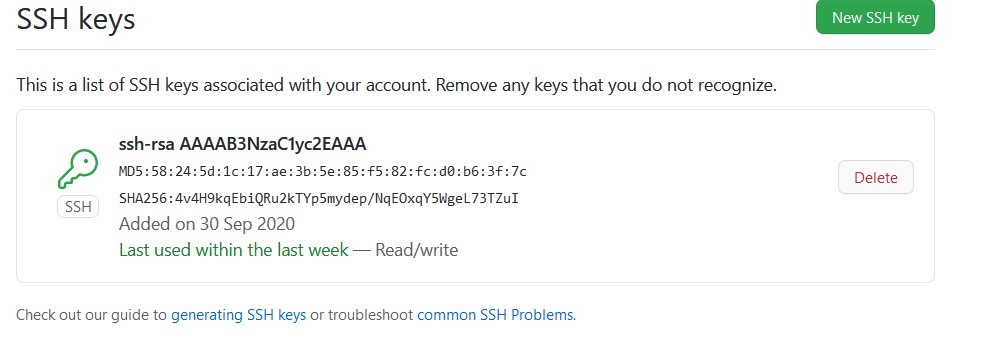 SSH keys
New SSH key
This is a list of SSH keys associated with your account. Remove any keys that you do not recognize.
ssh-rsa AAAAB3NzaC1yc2EAAA
MD5:58:24:5d:1c:17:ae:3b:5e:85:f5:82:fc:d0:b6:3f:7c
SHA256:4v4H9kqEbiQRu2kTYp5mydep/NqEOxqY5WgeL73TZuI
SSH
Added on 30 Sep 2020
Last used within the last week — Read/write
Delete
Check out our guide to generating SSH keys or troubleshoot common SSH Problems.